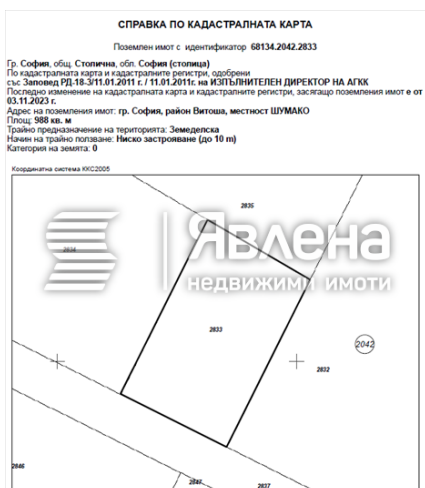 СПРАВКА ПО КАДАСТРАЛНАТА КАРТА
Поземлен имот с идентификатор 68134.2042.2833
Гр. София, общ. Столична, обл. София (столица)
По кадастралната карта и кадастралните регистри, одобрени
със Заповед РД-18-3/11.01.2011 г. / 11.01.2011г. на ИЗПЪЛНИТЕЛЕН ДИРЕКТОР НА АГКК
Последно изменение на кадастралната карта и кадастралните регистри, засягащо поземления имот е от
03.11.2023 г.
Адрес на поземления имот: гр. София, район Витоша, местност ШУМАКО
Площ: 988 кв. м
Трайно предназначение на територията: Земеделска
Начин на трайно ползване: Ниско застрояване (до 10 m)
Категория на земята: 0
Координатна система ККС2005
2835
2834
Явлена
НЕДВИЖИМИ ИМОТИ
2833
2042
2832
2846
2847
2837